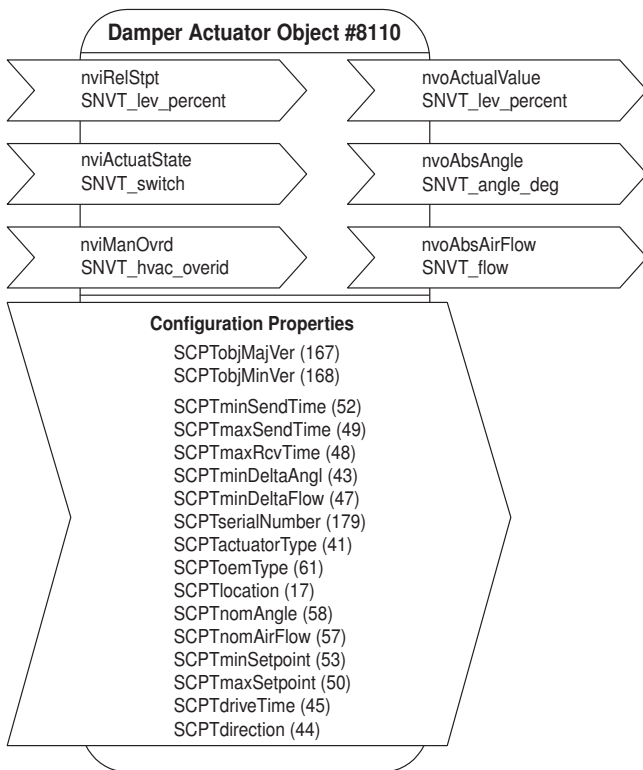 Damper Actuator Object #8110
nviRelStpt
SNVT_lev_percent
nvoActualValue
SNVT_lev_percent
nviActuatState
SNVT_switch
nvoAbsAngle
SNVT_angle_deg
nviManOvrd
SNVT_hvac_overid
nvoAbsAirFlow
SNVT_flow
Configuration Properties
SCPTobjMajVer (167)
SCPTobjMinVer (168)
SCPTminSendTime (52)
SCPTmaxSendTime (49)
SCPTmaxRcvTime (48)
SCPTminDeltaAngl (43)
SCPTminDeltaFlow (47)
SCPTserialNumber (179)
SCPTactuatorType (41)
SCPToemType (61)
SCPTlocation (17)
SCPTnomAngle (58)
SCPTnomAirFlow (57)
SCPTminSetpoint (53)
SCPTmaxSetpoint (50)
SCPTdriveTime (45)
SCPTdirection (44)